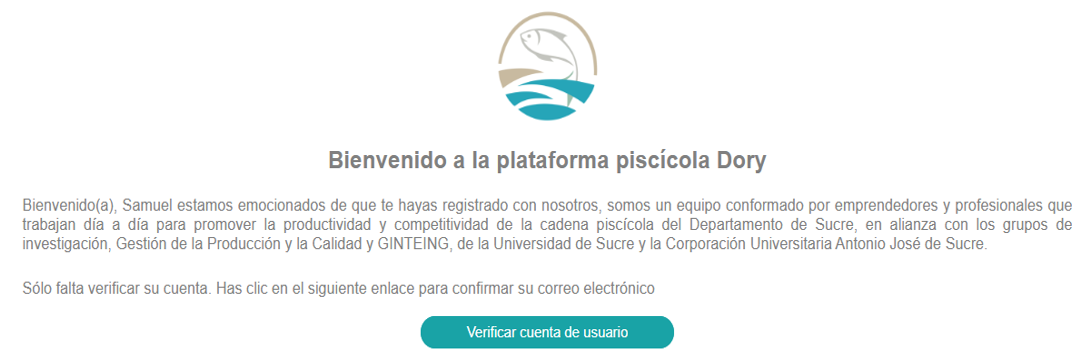 Bienvenido a la plataforma piscícola Dory
Bienvenido(a), Samuel estamos emocionados de que te hayas registrado con nosotros, somos un equipo conformado por emprendedores y profesionales que
trabajan día a día para promover la productividad y competitividad de la cadena piscícola del Departamento de Sucre, en alianza con los grupos de
investigación, Gestión de la Producción y la Calidad y GINTEING, de la Universidad de Sucre y la Corporación Universitaria Antonio José de Sucre.
Sólo falta verificar su cuenta. Has clic en el siguiente enlace para confirmar su correo electrónico
Verificar cuenta de usuario